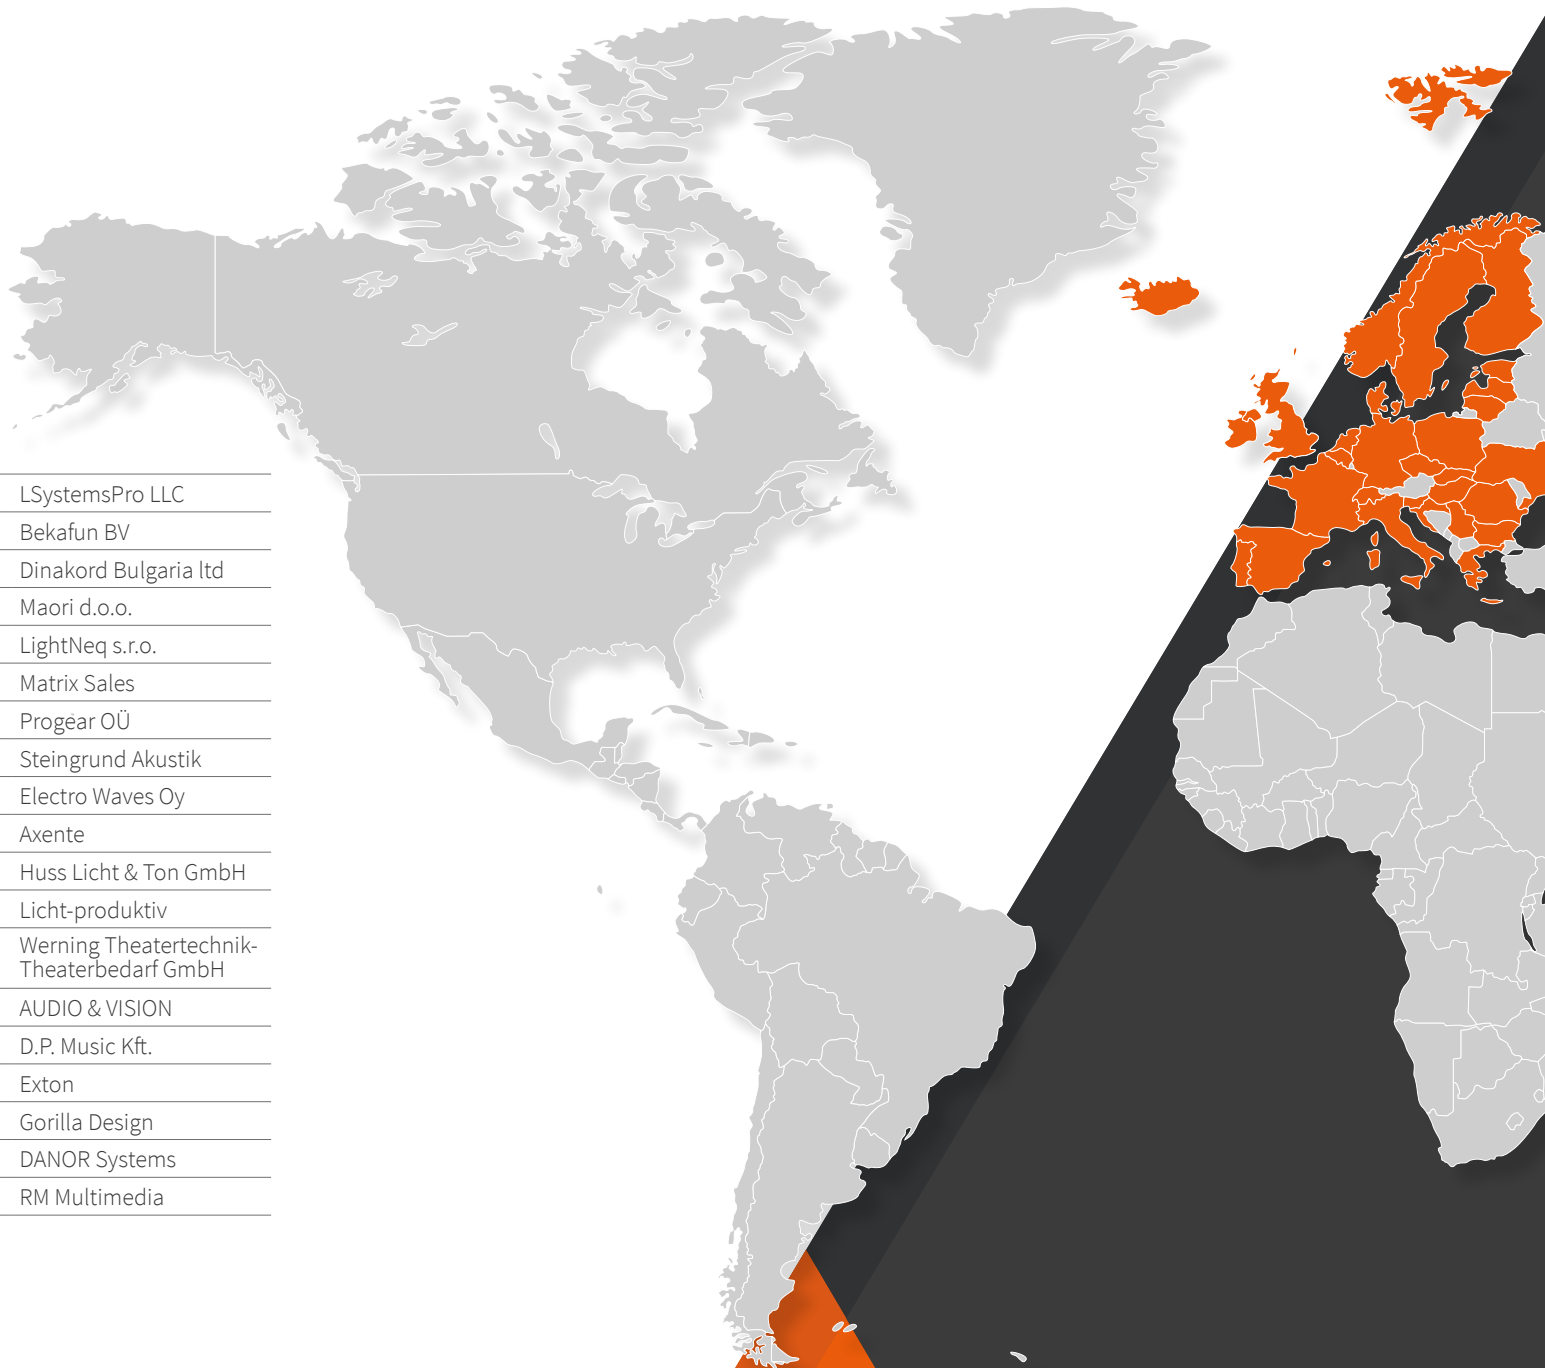 LSystemsPro LLC
Bekafun BV
Dinakord Bulgaria ltd
Maori d.o.o.
LightNeq s.r.o.
Matrix Sales
Progear OÜ
Steingrund Akustik
Electro Waves Oy
Axente
Huss Licht & Ton GmbH
Licht-produktiv
Werning Theatertechnik-
Theaterbedarf GmbH
AUDIO & VISION
D.P. Music Kft.
Exton
Gorilla Design
DANOR Systems
RM Multimedia